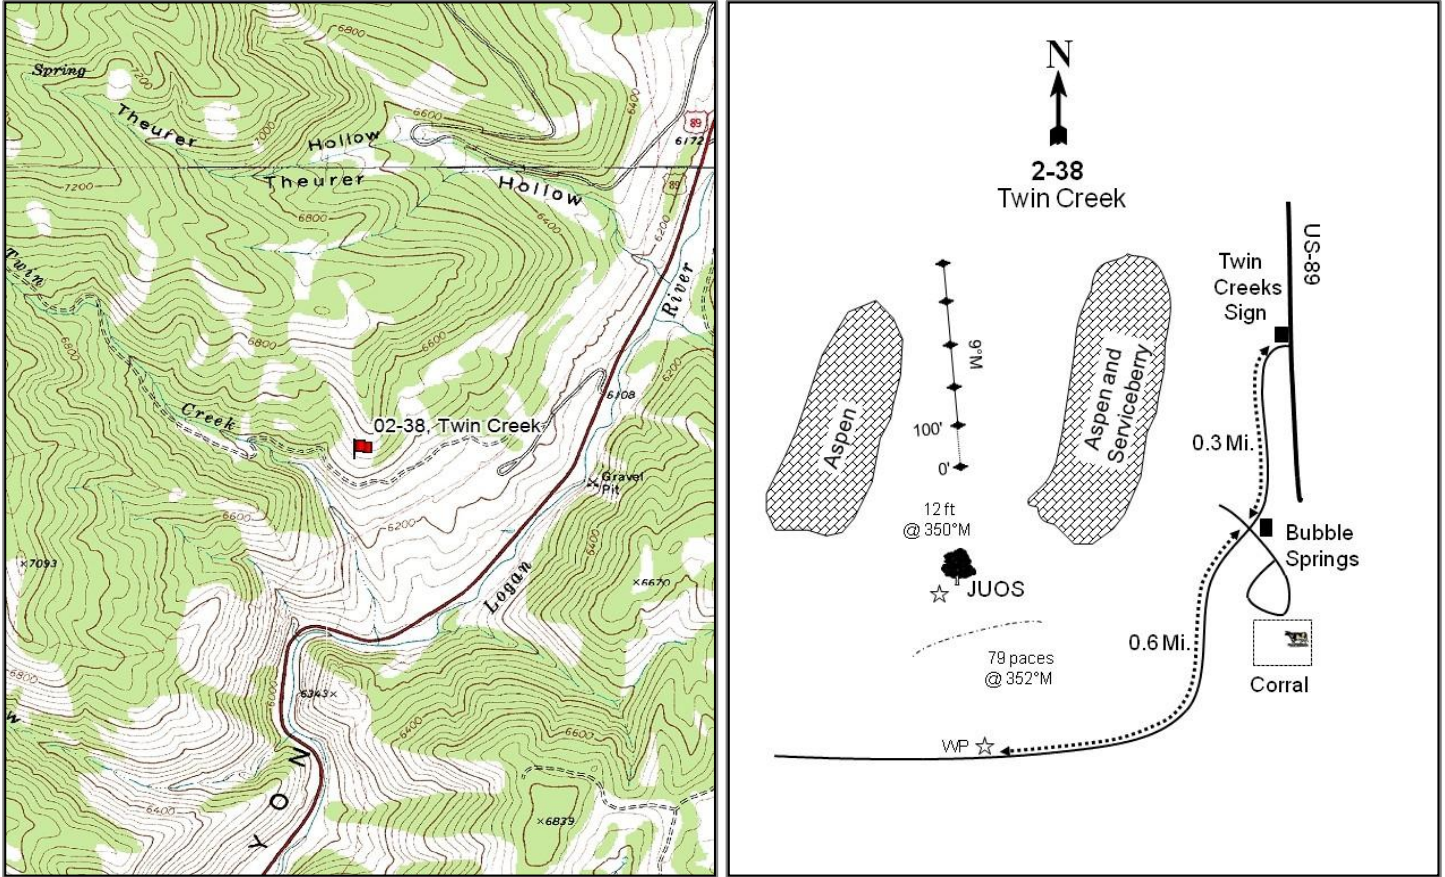 6800
Spring
7200
Theurer
7000
Hollow
6600
6400
89
6172
7200
Theurer
Hollow
89
6800
6400
6200
Twin
River
6800
6800
6600
6200
6108
Creek
02-38, Twin Creek
Gravel
Pit
6600
6200
6400
×7093
Logan
×6670
6800
6000
6343×
6400
W
N
O
Y
6400
×6839
N
2-38
Twin Creek
US-89
Twin
Creeks
Sign
9°M
Aspen
Aspen and
Serviceberry
100'
0'
0.3 Mi.
12 ft
@ 350°M
Bubble
Springs
JUOS
0.6 Mi.
79 paces
@ 352°M
Corral
WP